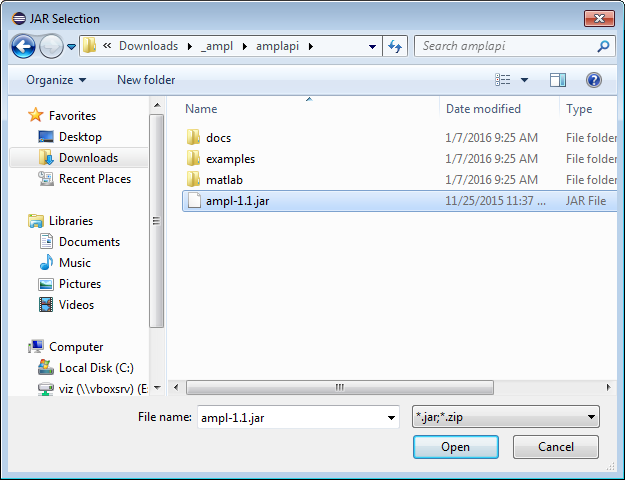 JAR Selection
« Downloads _ampl amplapi Search amplapi
Organize New folder
Favorites
Desktop
Downloads
Recent Places
Libraries
Documents
Music
Pictures
Videos
Computer
Local Disk (C:)
viz (\\vboxsrv) (E
Name Date modified Type
docs 1/7/2016 9:25 AM File folder
examples 1/7/2016 9:25 AM File folder
matlab 1/7/2016 9:25 AM File folder
ampl-1.1.jar 11/25/2015 11:37 ... JAR File
File name: ampl-1.1.jar *.jar;*.zip
Open Cancel